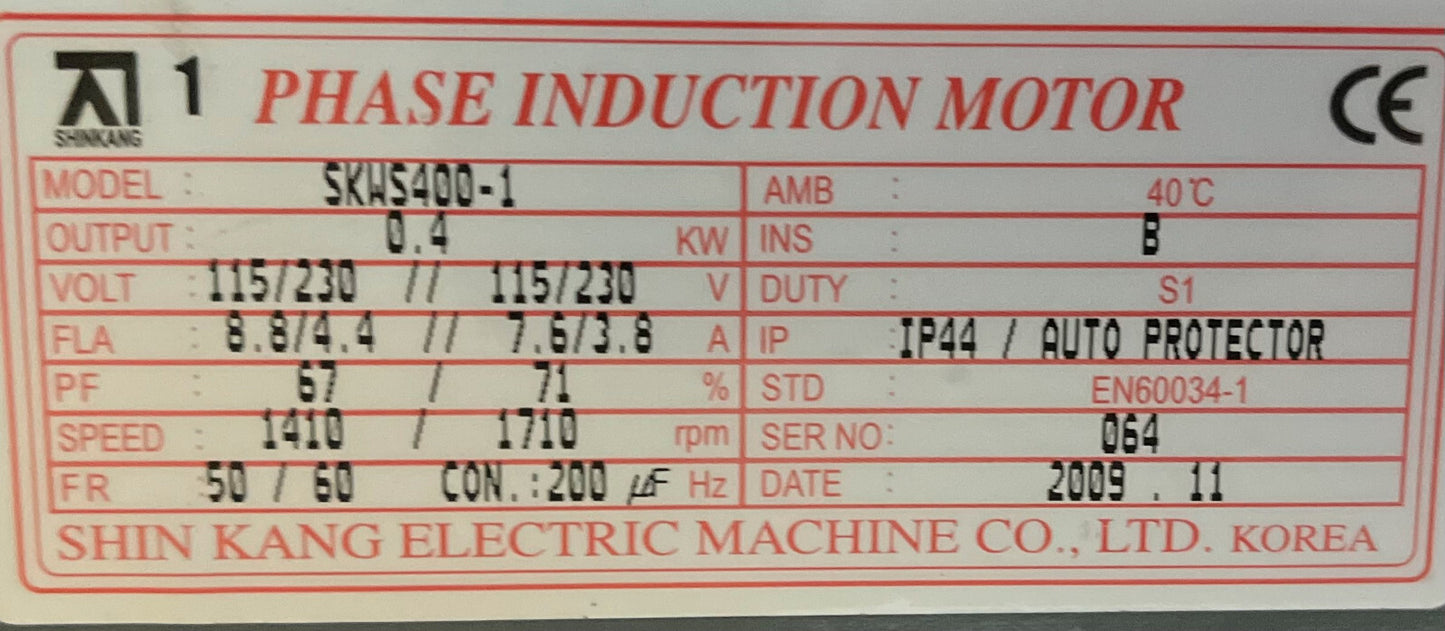 SHINKANG
1 PHASE INDUCTION MOTOR CE
MODEL : SKWS400-1 AMB : 40℃
OUTPUT : 0.4 KW INS : B
VOLT : 115/230 // 115/230 V DUTY : S1
FLA : 8.8/4.4 // 7.6/3.8 A IP : IP44 / AUTO PROTECTOR
PF : 67 / 71 % STD : EN60034-1
SPEED : 1410 / 1710 rpm SER NO: 064
FR : 50 / 60 CON.:200 μF Hz DATE : 2009 . 11
SHIN KANG ELECTRIC MACHINE CO., LTD. KOREA